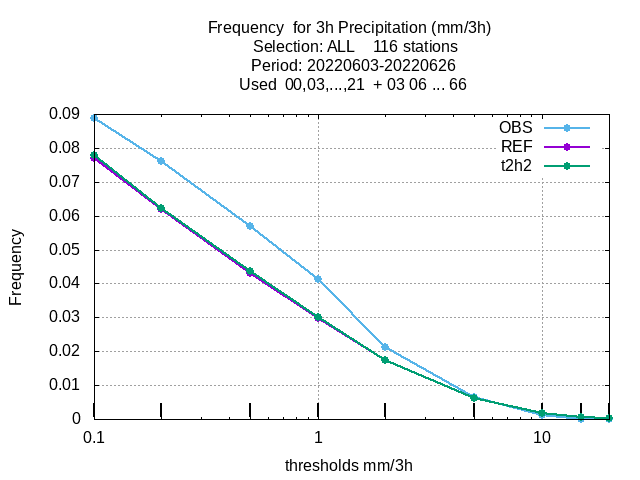 Frequency  for 3h Precipitation (mm/3h)
Selection: ALL    116 stations
Period: 20220603-20220626
Used  00,03,...,21  + 03 06 ... 66
OBS
REF
t2h2
Frequency
0.09
0.08
0.07
0.06
0.05
0.04
0.03
0.02
0.01
0
0.1 1 10
thresholds mm/3h